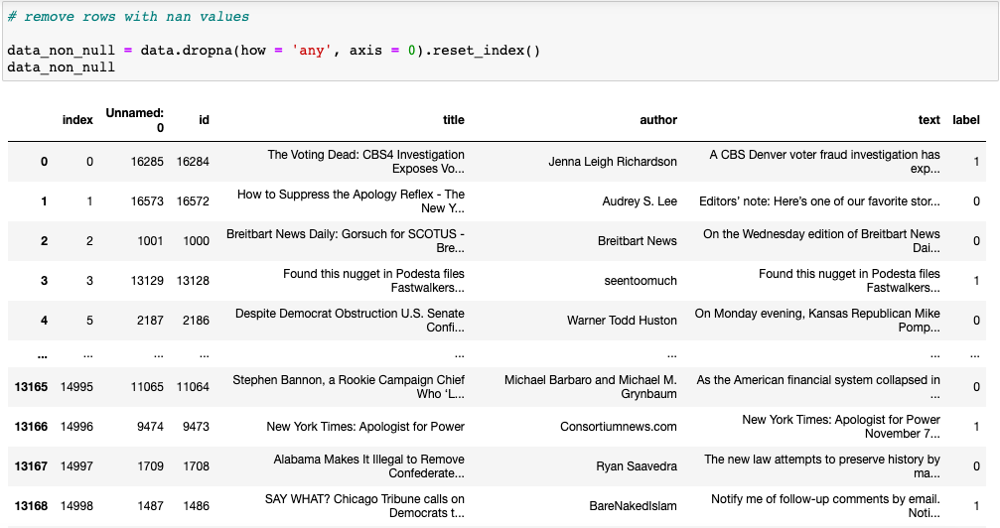 # remove rows with nan values
data_non_null = data.dropna(how = 'any', axis = 0).reset_index()
data_non_null
index Unnamed: 0 id title author text label
0 0 16285 16284 The Voting Dead: CBS4 Investigation Exposes Vo... Jenna Leigh Richardson A CBS Denver voter fraud investigation has exp... 1
1 1 16573 16572 How to Suppress the Apology Reflex - The New Y... Audrey S. Lee Editors’ note: Here’s one of our favorite stor... 0
2 2 1001 1000 Breitbart News Daily: Gorsuch for SCOTUS - Bre... Breitbart News On the Wednesday edition of Breitbart News Dai... 0
3 3 13129 13128 Found this nugget in Podesta files Fastwalkers... seentoomuch Found this nugget in Podesta files Fastwalkers... 1
4 5 2187 2186 Despite Democrat Obstruction U.S. Senate Confi... Warner Todd Huston On Monday evening, Kansas Republican Mike Pomp... 0
... ... ... ... ... ... ... ...
13165 14995 11065 11064 Stephen Bannon, a Rookie Campaign Chief Who ‘L... Michael Barbaro and Michael M. Grynbaum As the American financial system collapsed in ... 0
13166 14996 9474 9473 New York Times: Apologist for Power Consortiumnews.com New York Times: Apologist for Power November 7... 1
13167 14997 1709 1708 Alabama Makes It Illegal to Remove Confederate... Ryan Saavedra The new law attempts to preserve history by ma... 0
13168 14998 1487 1486 SAY WHAT? Chicago Tribune calls on Democrats t... BareNakedIslam Notify me of follow-up comments by email. Noti... 1